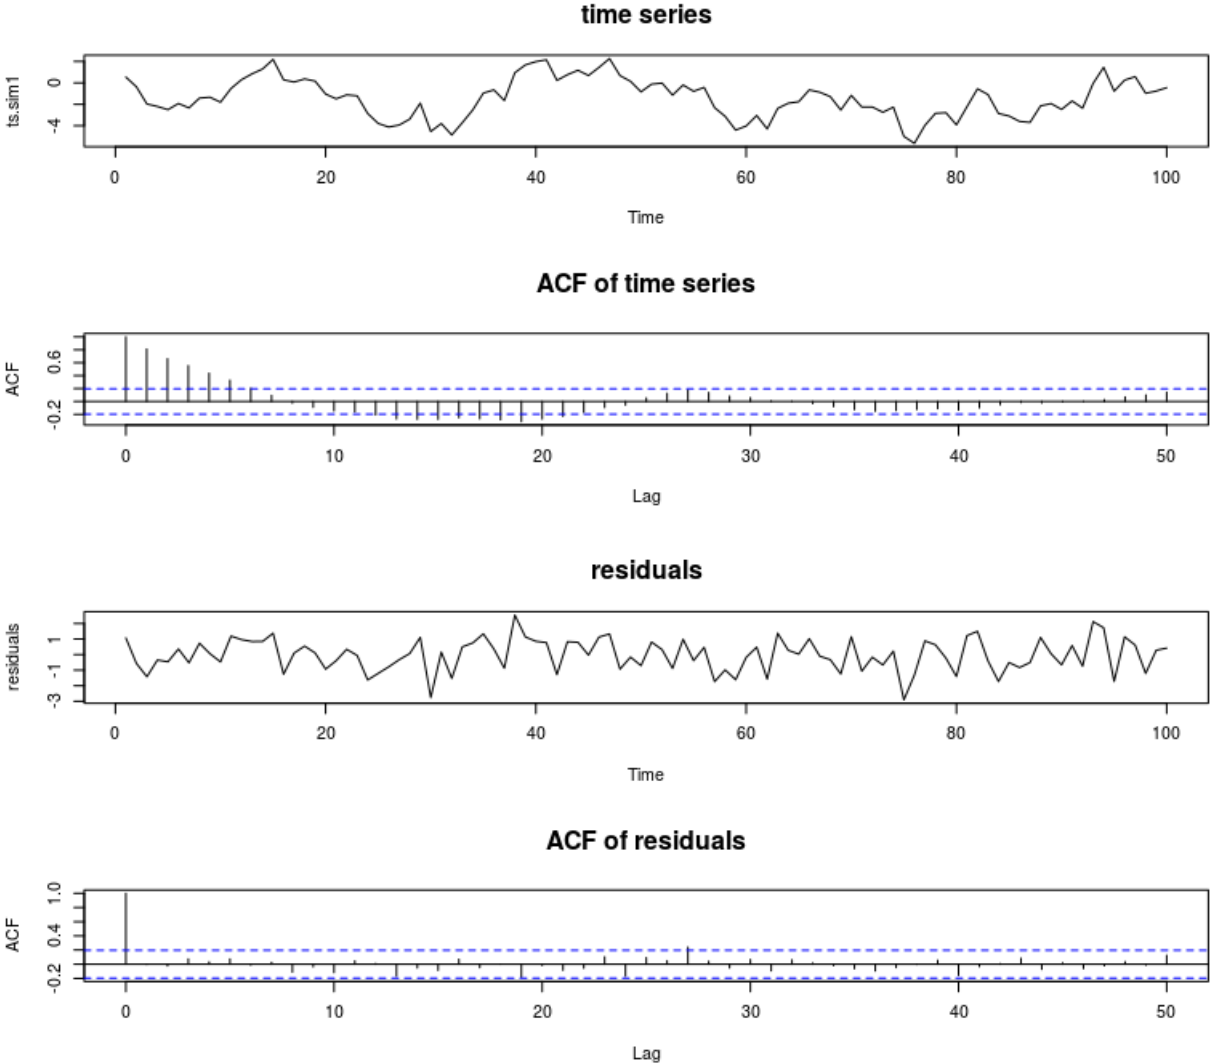 time series
ts.sim1
0
-4
0 20 40 60 80 100
Time
ACF of time series
ACF
0.6
-0.2
0 10 20 30 40 50
Lag
residuals
residuals
1
-1
-3
0 20 40 60 80 100
Time
ACF of residuals
ACF
1.0
0.4
-0.2
0 10 20 30 40 50
Lag